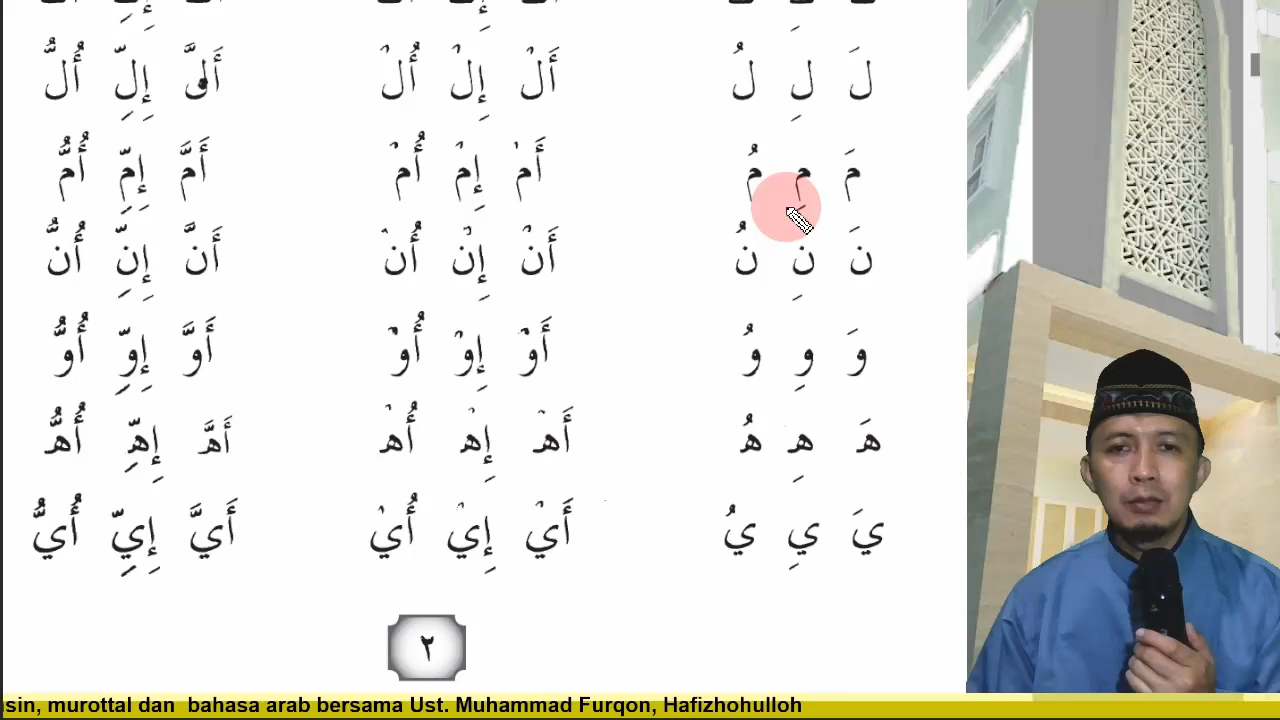 لَ لِ لُ أَلْ إِلْ أُلْ أَلَّ إِلِّ أُلُّ
مَ مِ مُ أَمْ إِمْ أُمْ أَمَّ إِمِّ أُمُّ
نَ نِ نُ أَنْ إِنْ أُنْ أَنَّ إِنِّ أُنُّ
وَ وِ وُ أَوْ إِوْ أُوْ أَوَّ إِوِّ أُوُّ
هَـ هِـ هُـ أَهْـ إِهْـ أُهْـ أَهَّـ إِهِّـ أُهُّـ
يَ يِ يُ أَيْ إِيْ أُيْ أَيَّ إِيِّ أُيُّ
٢
sin, murottal dan bahasa arab bersama Ust. Muhammad Furqon, Hafizhohulloh